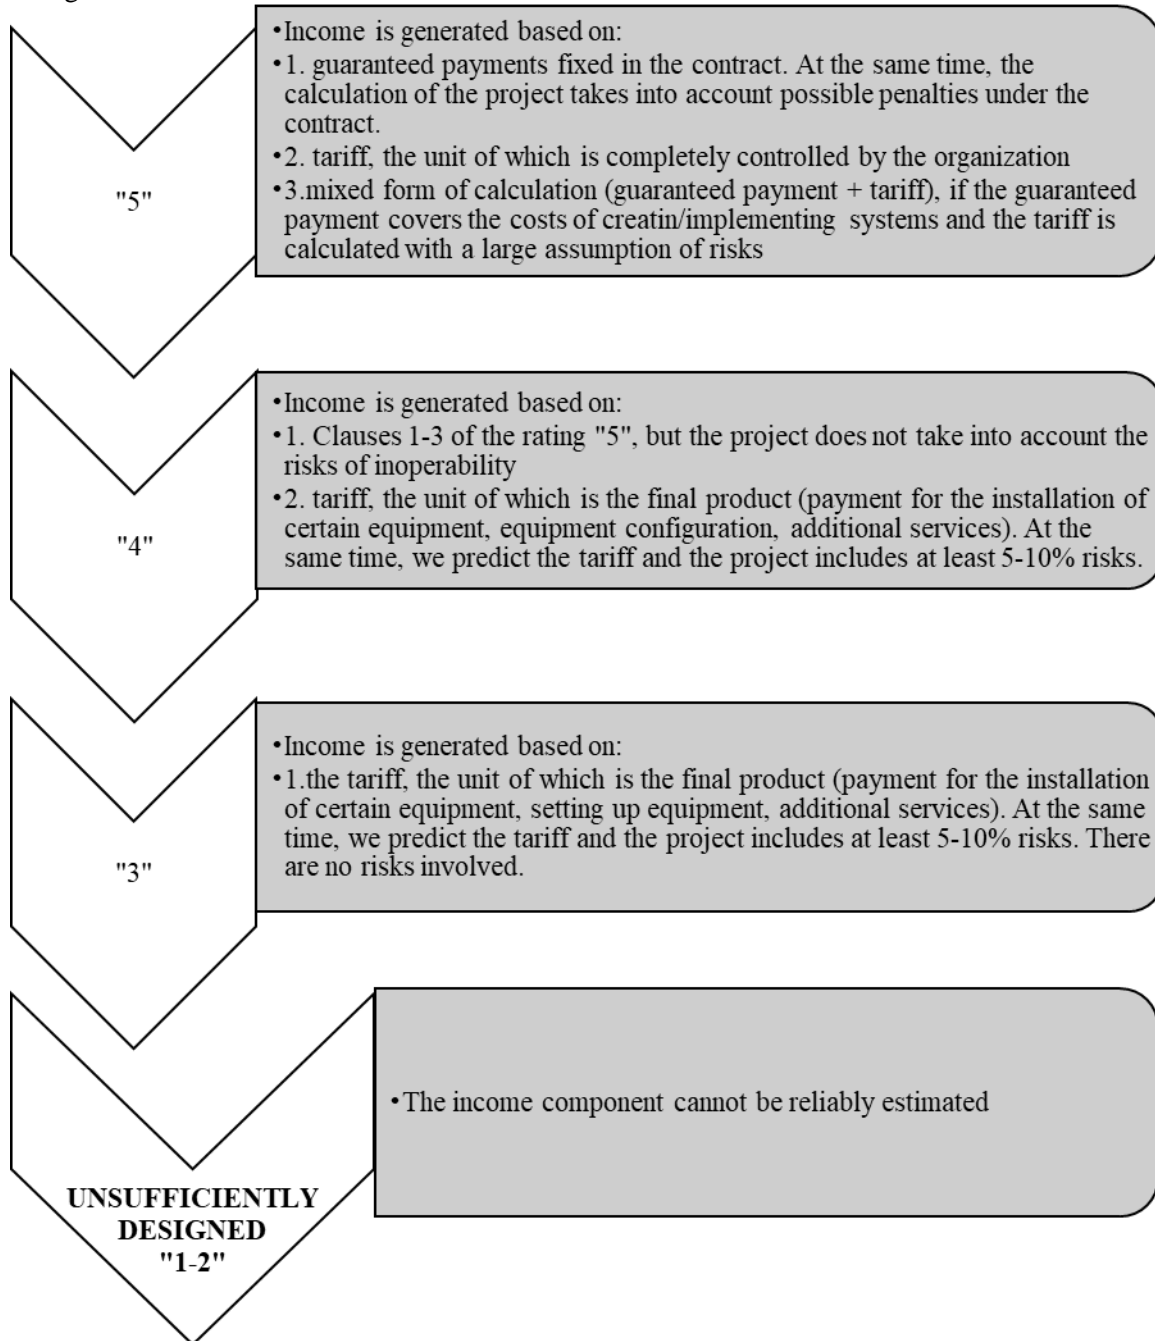 •Income is generated based on:
•1. guaranteed payments fixed in the contract. At the same time, the
calculation of the project takes into account possible penalties under the
contract.
•2. tariff, the unit of which is completely controlled by the organization
•3.mixed form of calculation (guaranteed payment + tariff), if the guaranteed
payment covers the costs of creatin/implementing systems and the tariff is
calculated with a large assumption of risks
"5"
•Income is generated based on:
•1. Clauses 1-3 of the rating "5", but the project does not take into account the
risks of inoperability
•2. tariff, the unit of which is the final product (payment for the installation of
certain equipment, equipment configuration, additional services). At the
same time, we predict the tariff and the project includes at least 5-10% risks.
"4"
•Income is generated based on:
•1.the tariff, the unit of which is the final product (payment for the installation
of certain equipment, setting up equipment, additional services). At the same
time, we predict the tariff and the project includes at least 5-10% risks. There
are no risks involved.
"3"
•The income component cannot be reliably estimated
UNSUFFICIENTLY
DESIGNED
"1-2"